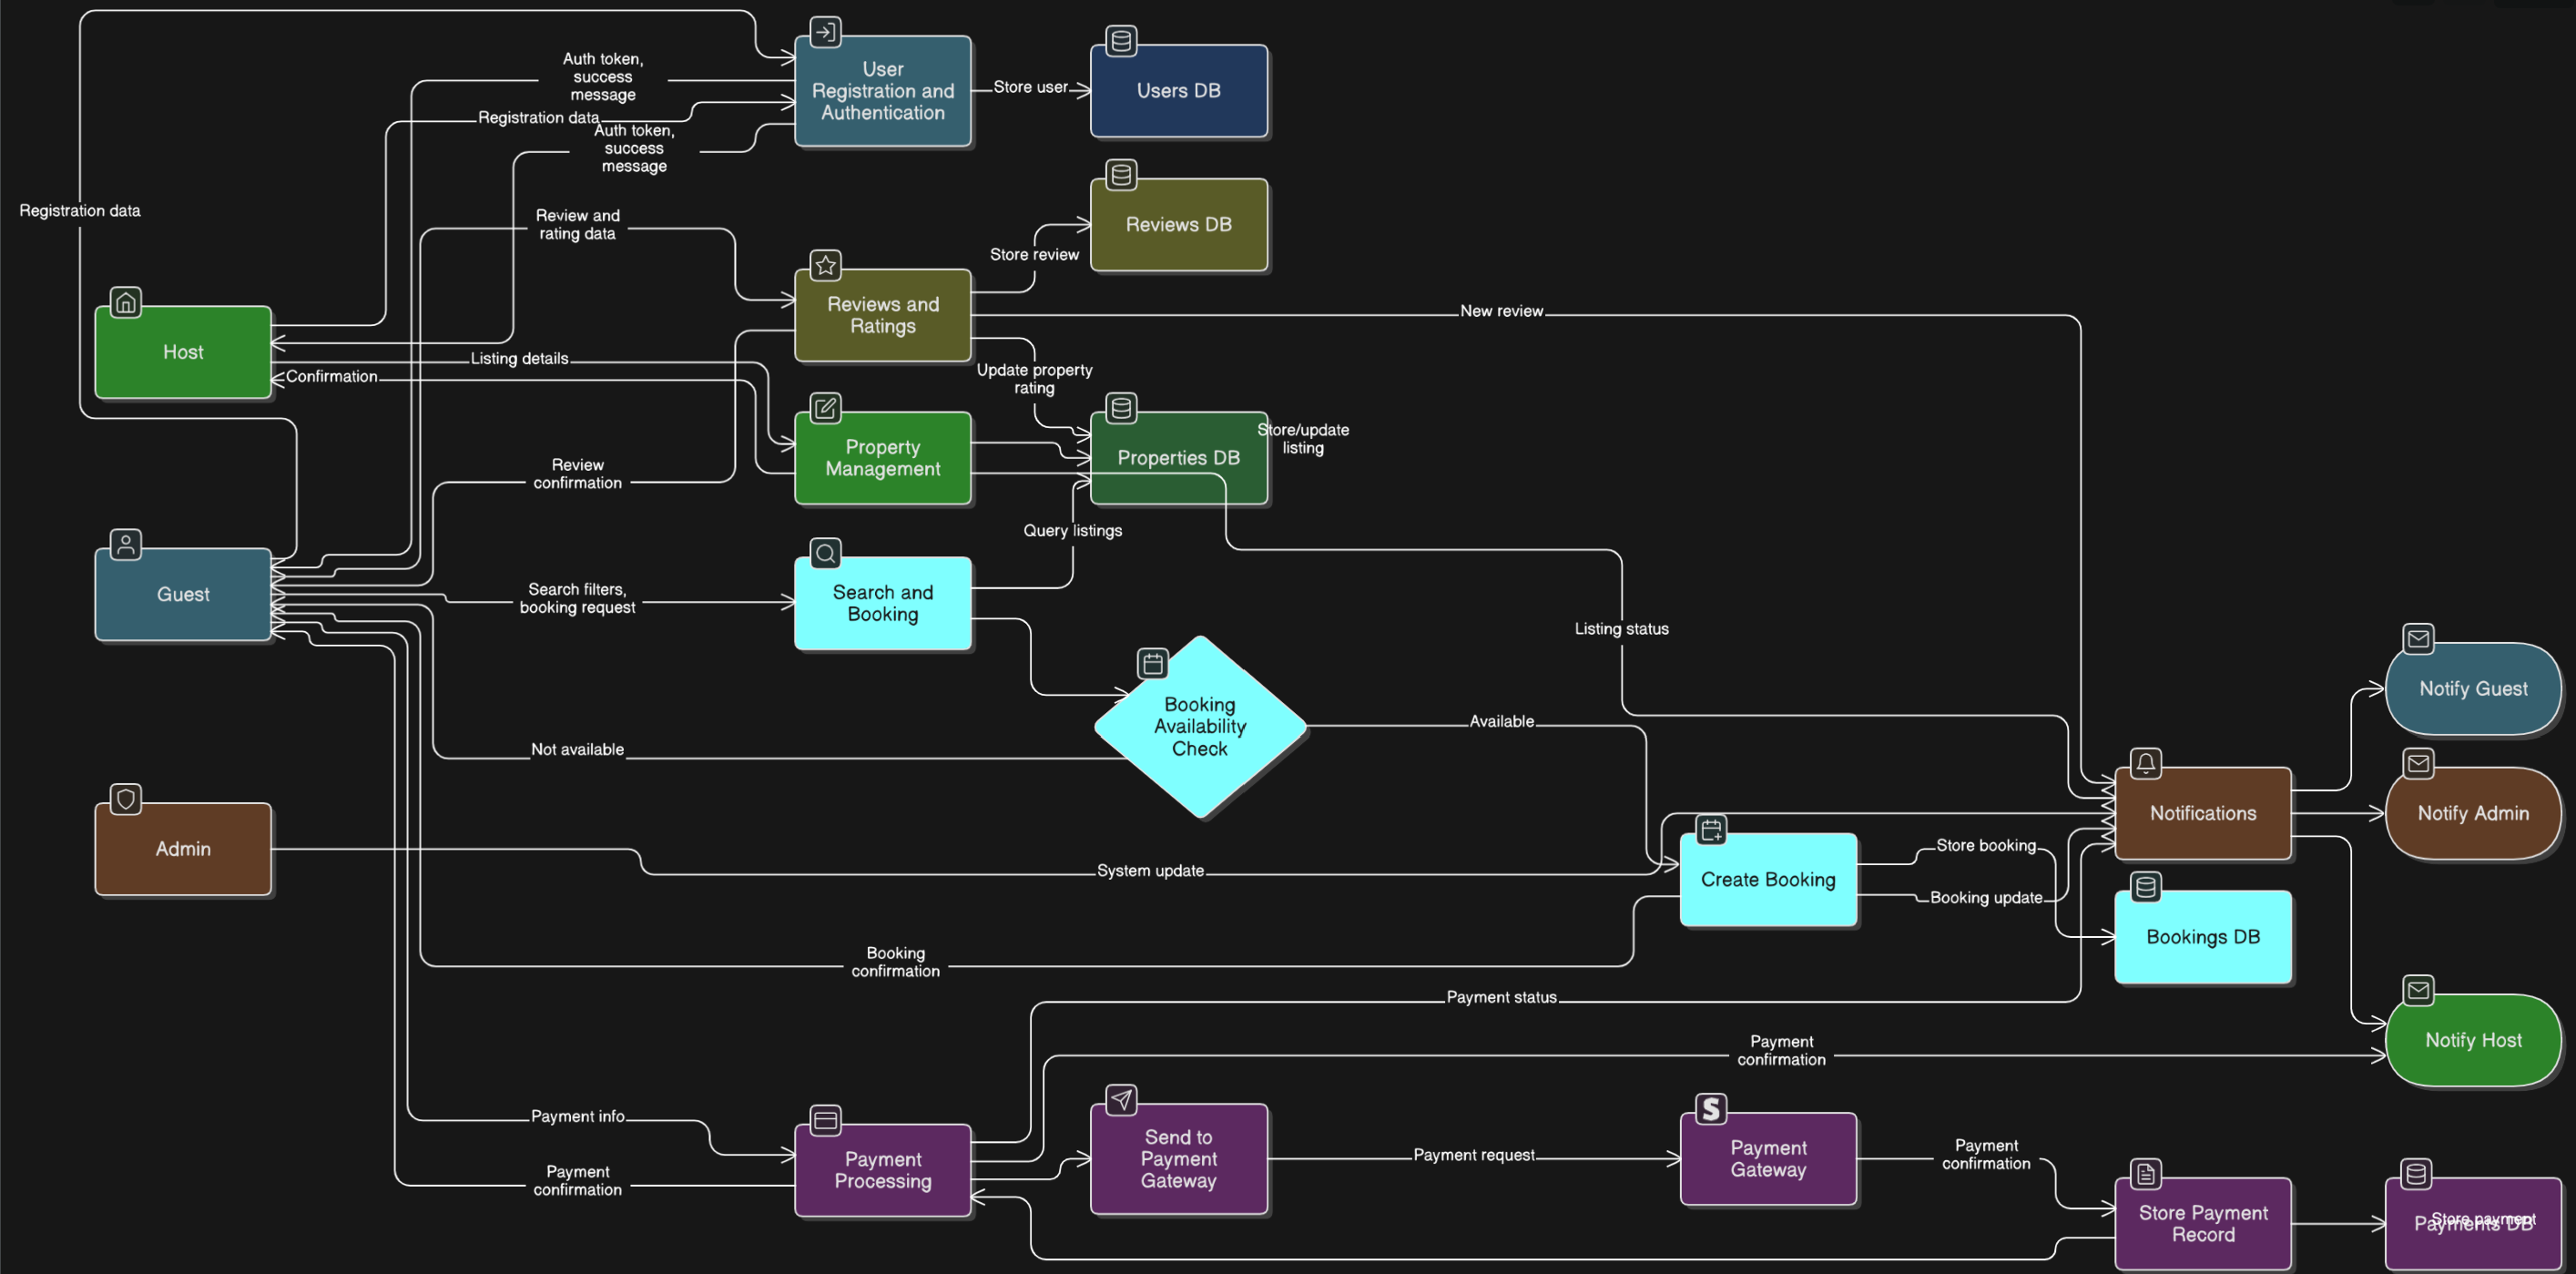 Auth token,
success
message
User
Registration and
Authentication
Store user
Users DB
Registration data
Auth token,
success
message
Registration data
Review and
rating data
Reviews DB
Store review
Reviews and
Ratings
New review
Host
Listing details
Confirmation
Update property
rating
Property
Management
Properties DB
Store/update
listing
Review
confirmation
Query listings
Guest
Search filters,
booking request
Search and
Booking
Listing status
Booking
Availability
Check
Available
Not available
Notify Guest
Notifications
Notify Admin
Admin
System update
Create Booking
Store booking
Booking update
Bookings DB
Booking
confirmation
Payment status
Payment
confirmation
Notify Host
Payment info
Payment
Processing
Payment
confirmation
Send to
Payment
Gateway
Payment request
S
Payment
Gateway
Payment
confirmation
Store Payment
Record
Payments DB
Store payment